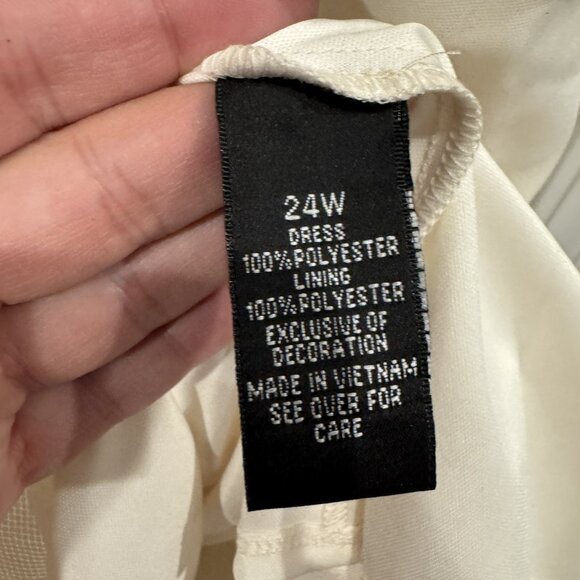 24W
DRESS
100%POLYESTER
LINING
100%POLYESTER
EXCLUSIVE OF
DECORATION
MADE IN VIETNAM
SEE OVER FOR
CARE